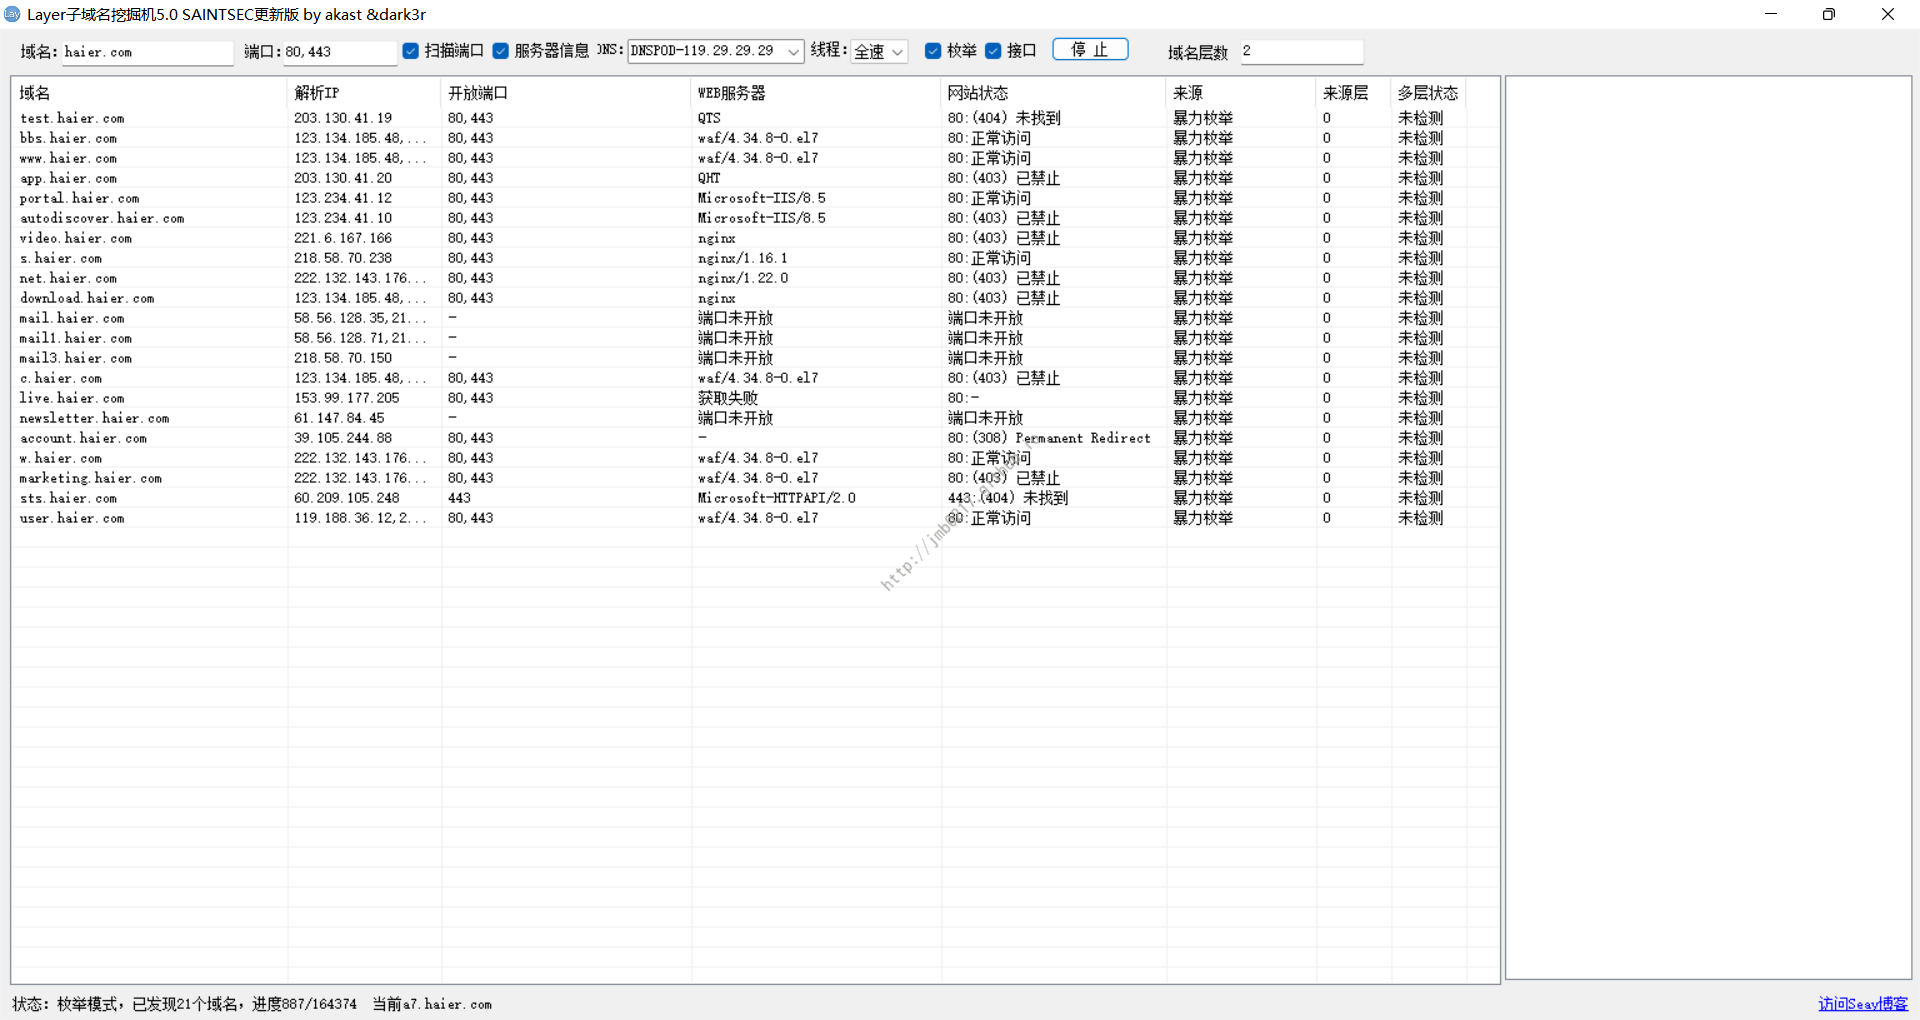 Layer子域名挖掘机5.0 SAINTSEC更新版 by akast &dark3r
域名: haier.com 端口: 80,443 扫描端口 服务器信息 DNS: DNSPOD-119.29.29.29 线程: 全速 枚举 接口 停 止 域名层数 2
域名 解析IP 开放端口 WEB服务器 网站状态 来源 来源层 多层状态
test.haier.com 203.130.41.19 80,443 QTS 80:(404) 未找到 暴力枚举 0 未检测
bbs.haier.com 123.134.185.48,... 80,443 waf/4.34.8-0.el7 80:正常访问 暴力枚举 0 未检测
www.haier.com 123.134.185.48,... 80,443 waf/4.34.8-0.el7 80:正常访问 暴力枚举 0 未检测
app.haier.com 203.130.41.20 80,443 QHT 80:(403) 已禁止 暴力枚举 0 未检测
portal.haier.com 123.234.41.12 80,443 Microsoft-IIS/8.5 80:正常访问 暴力枚举 0 未检测
autodiscover.haier.com 123.234.41.10 80,443 Microsoft-IIS/8.5 80:(403) 已禁止 暴力枚举 0 未检测
video.haier.com 221.6.167.166 80,443 nginx 80:(403) 已禁止 暴力枚举 0 未检测
s.haier.com 218.58.70.238 80,443 nginx/1.16.1 80:正常访问 暴力枚举 0 未检测
net.haier.com 222.132.143.176... 80,443 nginx/1.22.0 80:(403) 已禁止 暴力枚举 0 未检测
download.haier.com 123.134.185.48,... 80,443 nginx 80:(403) 已禁止 暴力枚举 0 未检测
mail.haier.com 58.56.128.35,21... - 端口未开放 端口未开放 暴力枚举 0 未检测
mail1.haier.com 58.56.128.71,21... - 端口未开放 端口未开放 暴力枚举 0 未检测
mail3.haier.com 218.58.70.150 - 端口未开放 端口未开放 暴力枚举 0 未检测
c.haier.com 123.134.185.48,... 80,443 waf/4.34.8-0.el7 80:(403) 已禁止 暴力枚举 0 未检测
live.haier.com 153.99.177.205 80,443 获取失败 80:- 暴力枚举 0 未检测
newsletter.haier.com 61.147.84.45 - 端口未开放 端口未开放 暴力枚举 0 未检测
account.haier.com 39.105.244.88 80,443 - 80:(308) Permanent Redirect 暴力枚举 0 未检测
w.haier.com 222.132.143.176... 80,443 waf/4.34.8-0.el7 80:正常访问 暴力枚举 0 未检测
marketing.haier.com 222.132.143.176... 80,443 waf/4.34.8-0.el7 80:(403) 已禁止 暴力枚举 0 未检测
sts.haier.com 60.209.105.248 443 Microsoft-HTTPAPI/2.0 443:(404) 未找到 暴力枚举 0 未检测
user.haier.com 119.188.36.12,2... 80,443 waf/4.34.8-0.el7 80:正常访问 暴力枚举 0 未检测
状态: 枚举模式, 已发现21个域名, 进度887/164374 当前a7.haier.com
访问Seay博客